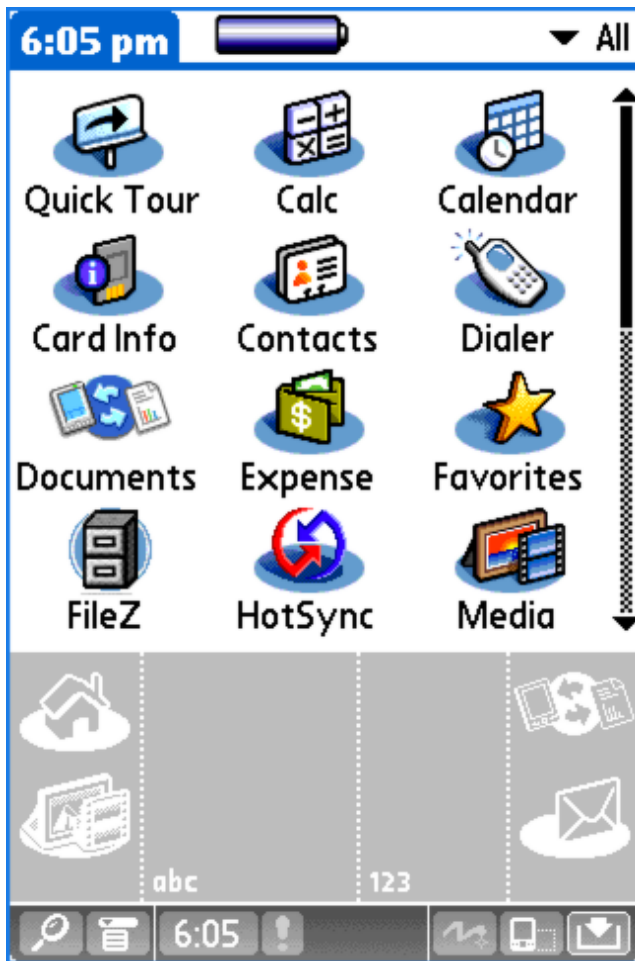 6:05 pm All
Quick Tour Calc Calendar
Card Info Contacts Dialer
Documents Expense Favorites
FileZ HotSync Media
abc 123
6:05